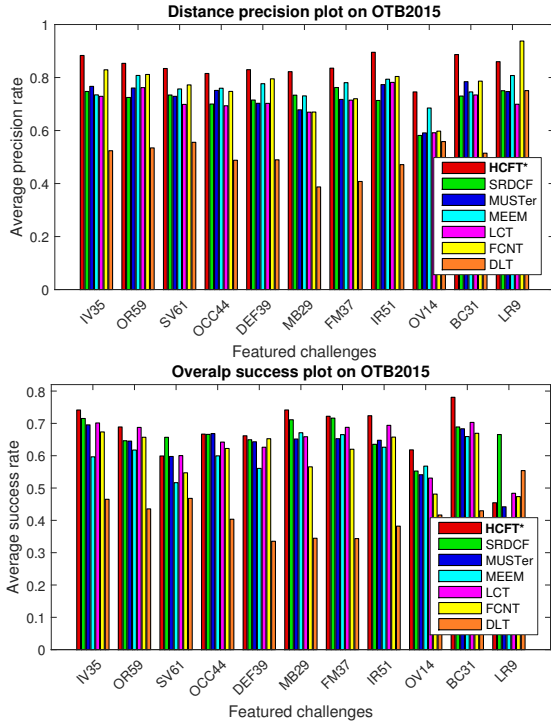 Distance precision plot on OTB2015
Average precision rate
1
0.8
0.6
0.4
0.2
0
HCFT*
SRDCF
MUSTer
MEEM
LCT
FCNT
DLT
IV35
OR59
SV61
OCC44
DEF39
MB29
FM37
IR51
OV14
BC31
LR9
Featured challenges
Overalp success plot on OTB2015
Average success rate
0.8
0.7
0.6
0.5
0.4
0.3
0.2
0.1
0
HCFT*
SRDCF
MUSTer
MEEM
LCT
FCNT
DLT
IV35
OR59
SV61
OCC44
DEF39
MB29
FM37
IR51
OV14
BC31
LR9
Featured challenges